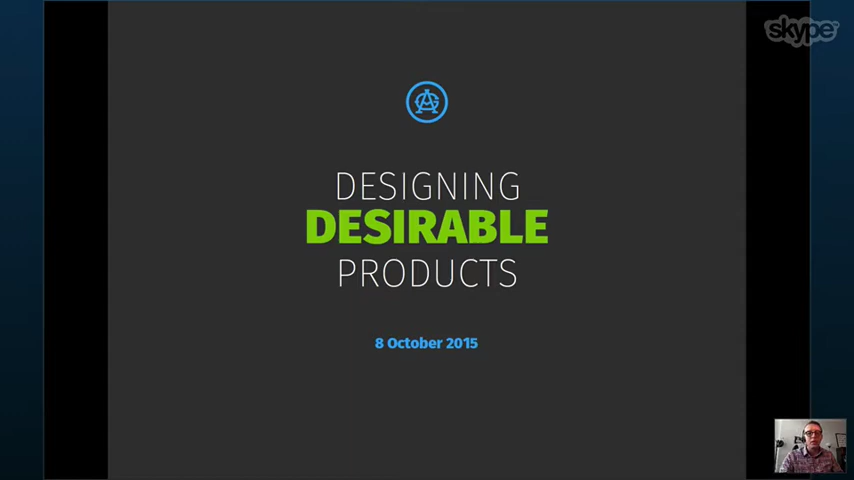 skype
DESIGNING
DESIRABLE
PRODUCTS
8 October 2015